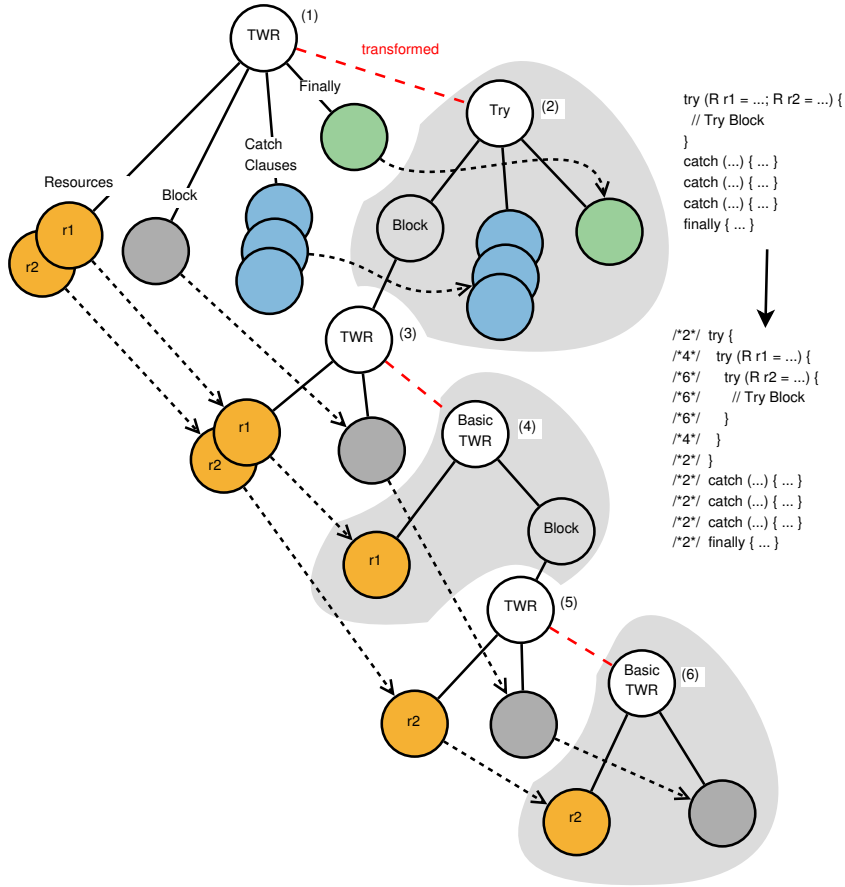 TWR
(1)
transformed
Finally
Try
(2)
Catch
Clauses
Resources
Block
r1
r2
Block
TWR
(3)
r1
r2
Basic
TWR
(4)
Block
r1
TWR
(5)
r2
Basic
TWR
(6)
r2
try (R r1 = ...; R r2 = ...) {
// Try Block
}
catch (...) { ... }
catch (...) { ... }
catch (...) { ... }
finally { ... }
/*2*/ try {
/*4*/ try (R r1 = ...) {
/*6*/ try (R r2 = ...) {
/*6*/ // Try Block
/*6*/ }
/*4*/ }
/*2*/ }
/*2*/ catch (...) { ... }
/*2*/ catch (...) { ... }
/*2*/ catch (...) { ... }
/*2*/ finally { ... }